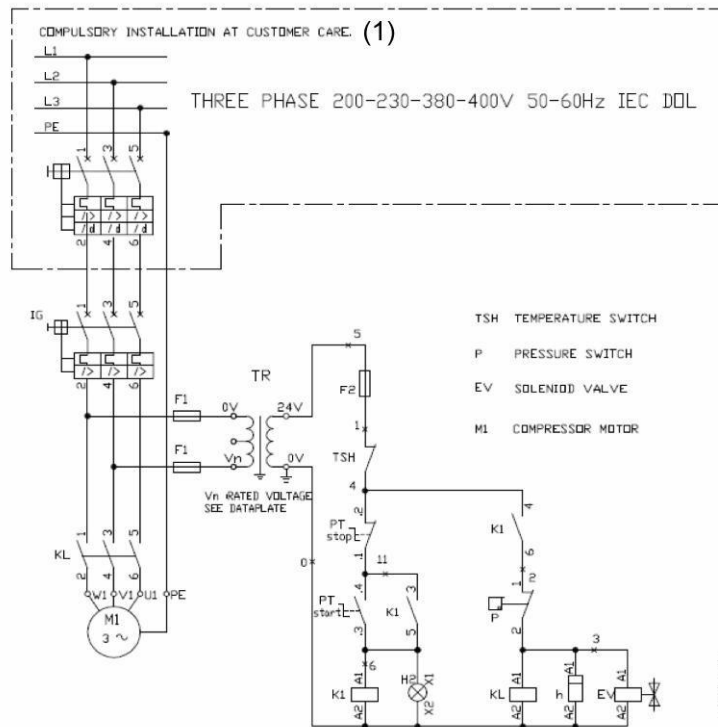 COMPULSORY INSTALLATION AT CUSTOMER CARE. (1)
L1
L2
L3
PE
THREE PHASE 200-230-380-400V 50-60Hz IEC DOL
1 3 5
/> /> />
/d /d /d
2 4 6
IG
1 3 5
/> /> />
2 4 6
TSH TEMPERATURE SWITCH
P PRESSURE SWITCH
EV SOLENIOD VALVE
M1 COMPRESSOR MOTOR
5
TR
F1
0V
24V
F2
1
F1
Vn
0V
TSH
4
Vn RATED VOLTAGE
SEE DATAPLATE
.2
PT
stop
.1
4
K1
6
KL
1 3 5
2 4 6
0
11
1
2
P
2
W1 V1 U1 PE
M1
3 ~
.4
PT
start
.3
3
K1
5
3
6
A1
K1
A2
H2
X1
X2
A1
KL
A2
A1
h
A2
A1
EV
A2